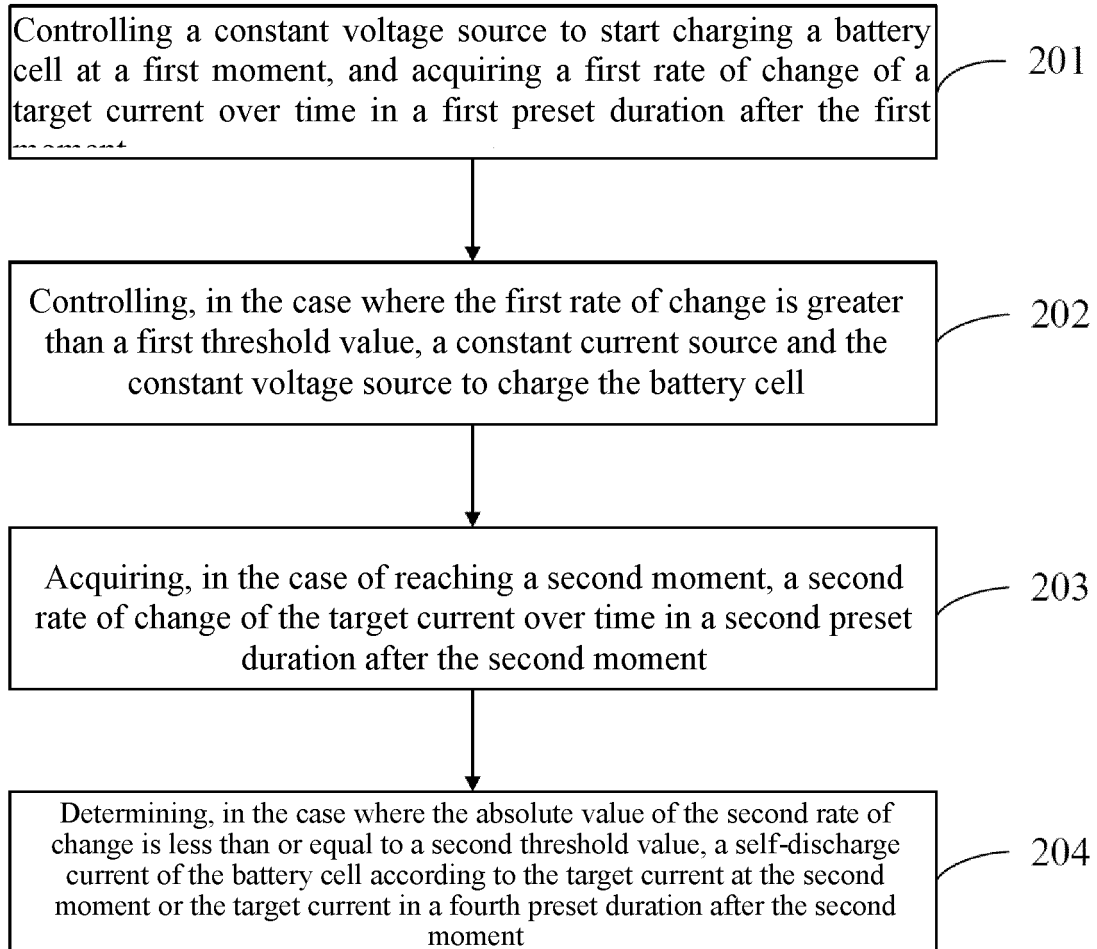 Controlling a constant voltage source to start charging a battery
cell at a first moment, and acquiring a first rate of change of a
target current over time in a first preset duration after the first
201
Controlling, in the case where the first rate of change is greater
than a first threshold value, a constant current source and the
constant voltage source to charge the battery cell
202
Acquiring, in the case of reaching a second moment, a second
rate of change of the target current over time in a second preset
duration after the second moment
203
Determining, in the case where the absolute value of the second rate of
change is less than or equal to a second threshold value, a self-discharge
current of the battery cell according to the target current at the second
moment or the target current in a fourth preset duration after the second
moment
204